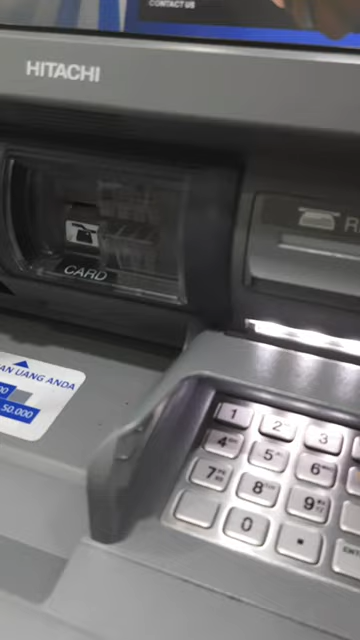 CONTACT US
HITACHI
CARD
R
AN UANG ANDA
00
50.000
1 2 3
4 5 6
7 8 9
0 .
ENT